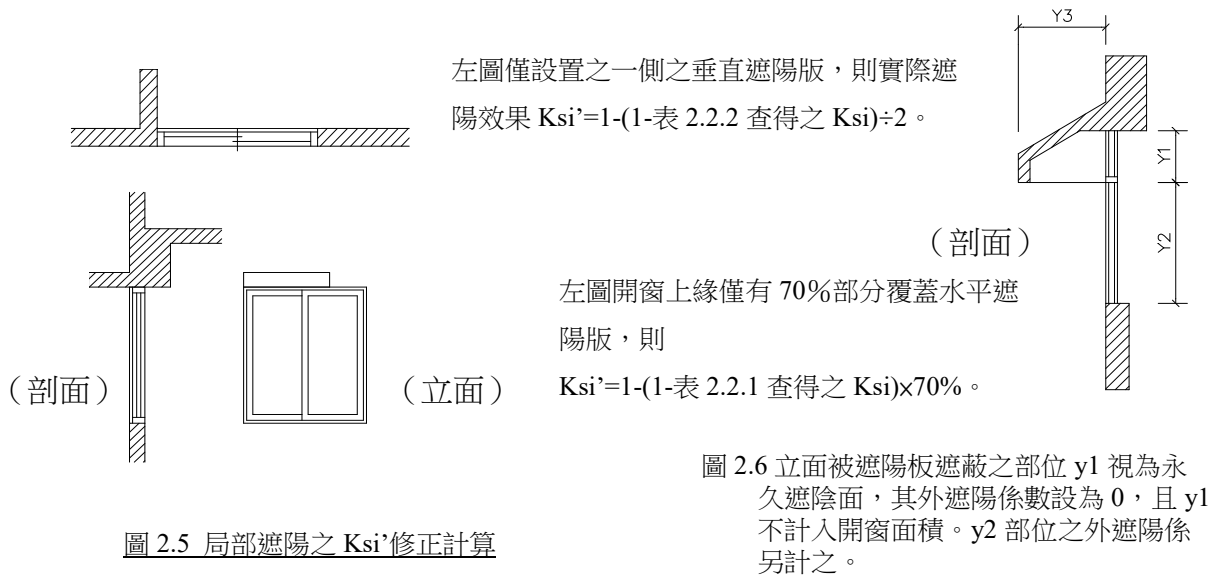 Y3
左圖僅設置之一側之垂直遮陽版，則實際遮
陽效果 Ksi’=1-(1-表 2.2.2 查得之 Ksi)÷2。
Y1
Y2
（剖面）
左圖開窗上緣僅有 70%部分覆蓋水平遮
陽版，則
Ksi’=1-(1-表 2.2.1 查得之 Ksi)×70%。
（剖面）
（立面）
圖 2.5 局部遮陽之 Ksi’修正計算
圖 2.6 立面被遮陽板遮蔽之部位 y1 視為永
久遮陰面，其外遮陽係數設為 0，且 y1
不計入開窗面積。y2 部位之外遮陽係
另計之。